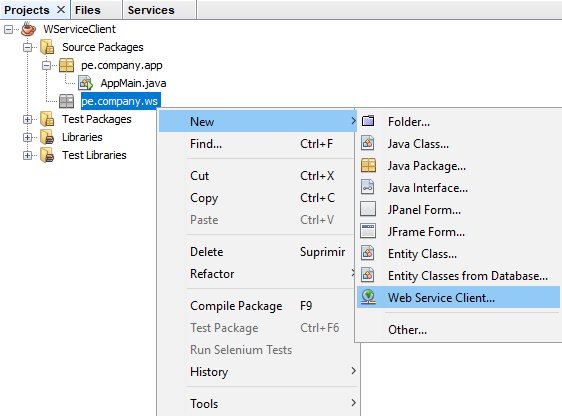 Projects × Files Services
WServiceClient
Source Packages
pe.company.app
AppMain.java
pe.company.ws
Test Packages
Libraries
Test Libraries
New
Find... Ctrl+F
Cut Ctrl+X
Copy Ctrl+C
Paste Ctrl+V
Delete Suprimir
Refactor
Compile Package F9
Test Package Ctrl+F6
Run Selenium Tests
History
Tools
Folder...
Java Class...
Java Package...
Java Interface...
JPanel Form...
JFrame Form...
Entity Class...
Entity Classes from Database...
Web Service Client...
Other...